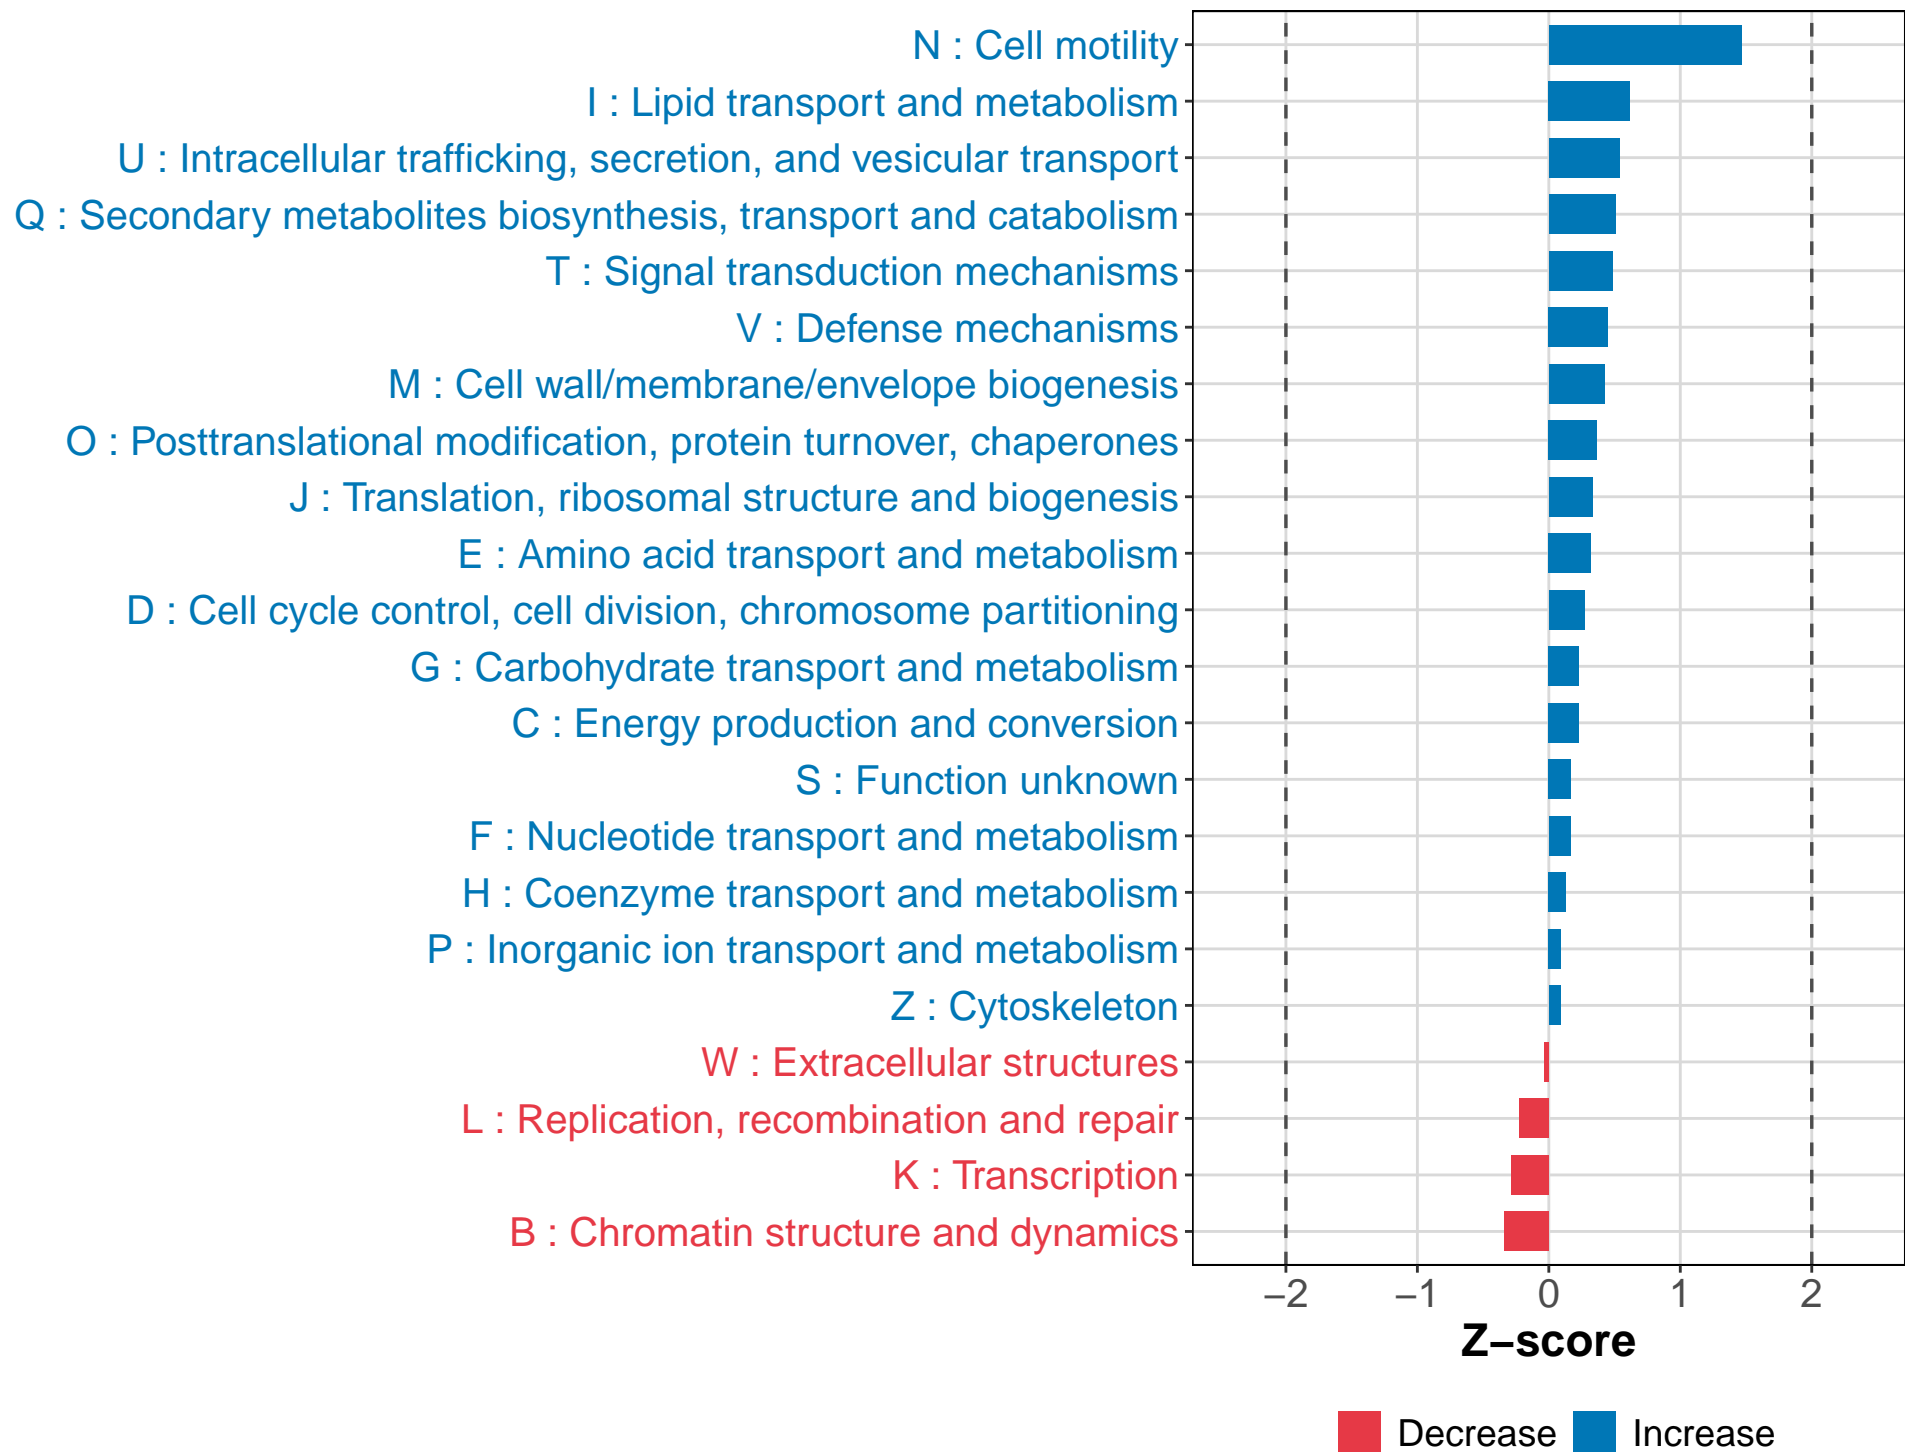 N : Cell motility
I : Lipid transport and metabolism
U : Intracellular trafficking, secretion, and vesicular transport
Q : Secondary metabolites biosynthesis, transport and catabolism
T : Signal transduction mechanisms
V : Defense mechanisms
M : Cell wall/membrane/envelope biogenesis
O : Posttranslational modification, protein turnover, chaperones
J : Translation, ribosomal structure and biogenesis
E : Amino acid transport and metabolism
D : Cell cycle control, cell division, chromosome partitioning
G : Carbohydrate transport and metabolism
C : Energy production and conversion
S : Function unknown
F : Nucleotide transport and metabolism
H : Coenzyme transport and metabolism
P : Inorganic ion transport and metabolism
Z : Cytoskeleton
W : Extracellular structures
L : Replication, recombination and repair
K : Transcription
B : Chromatin structure and dynamics
−2 −1 0 1 2
Z−score
Decrease Increase